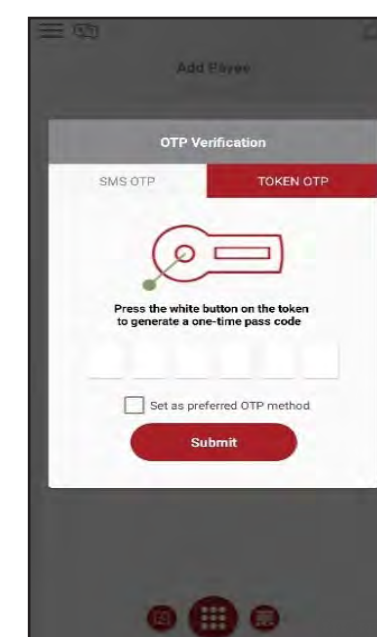 Add Payee
OTP Verification
SMS OTP
TOKEN OTP
Press the white button on the token
to generate a one-time pass code
Set as preferred OTP method
Submit